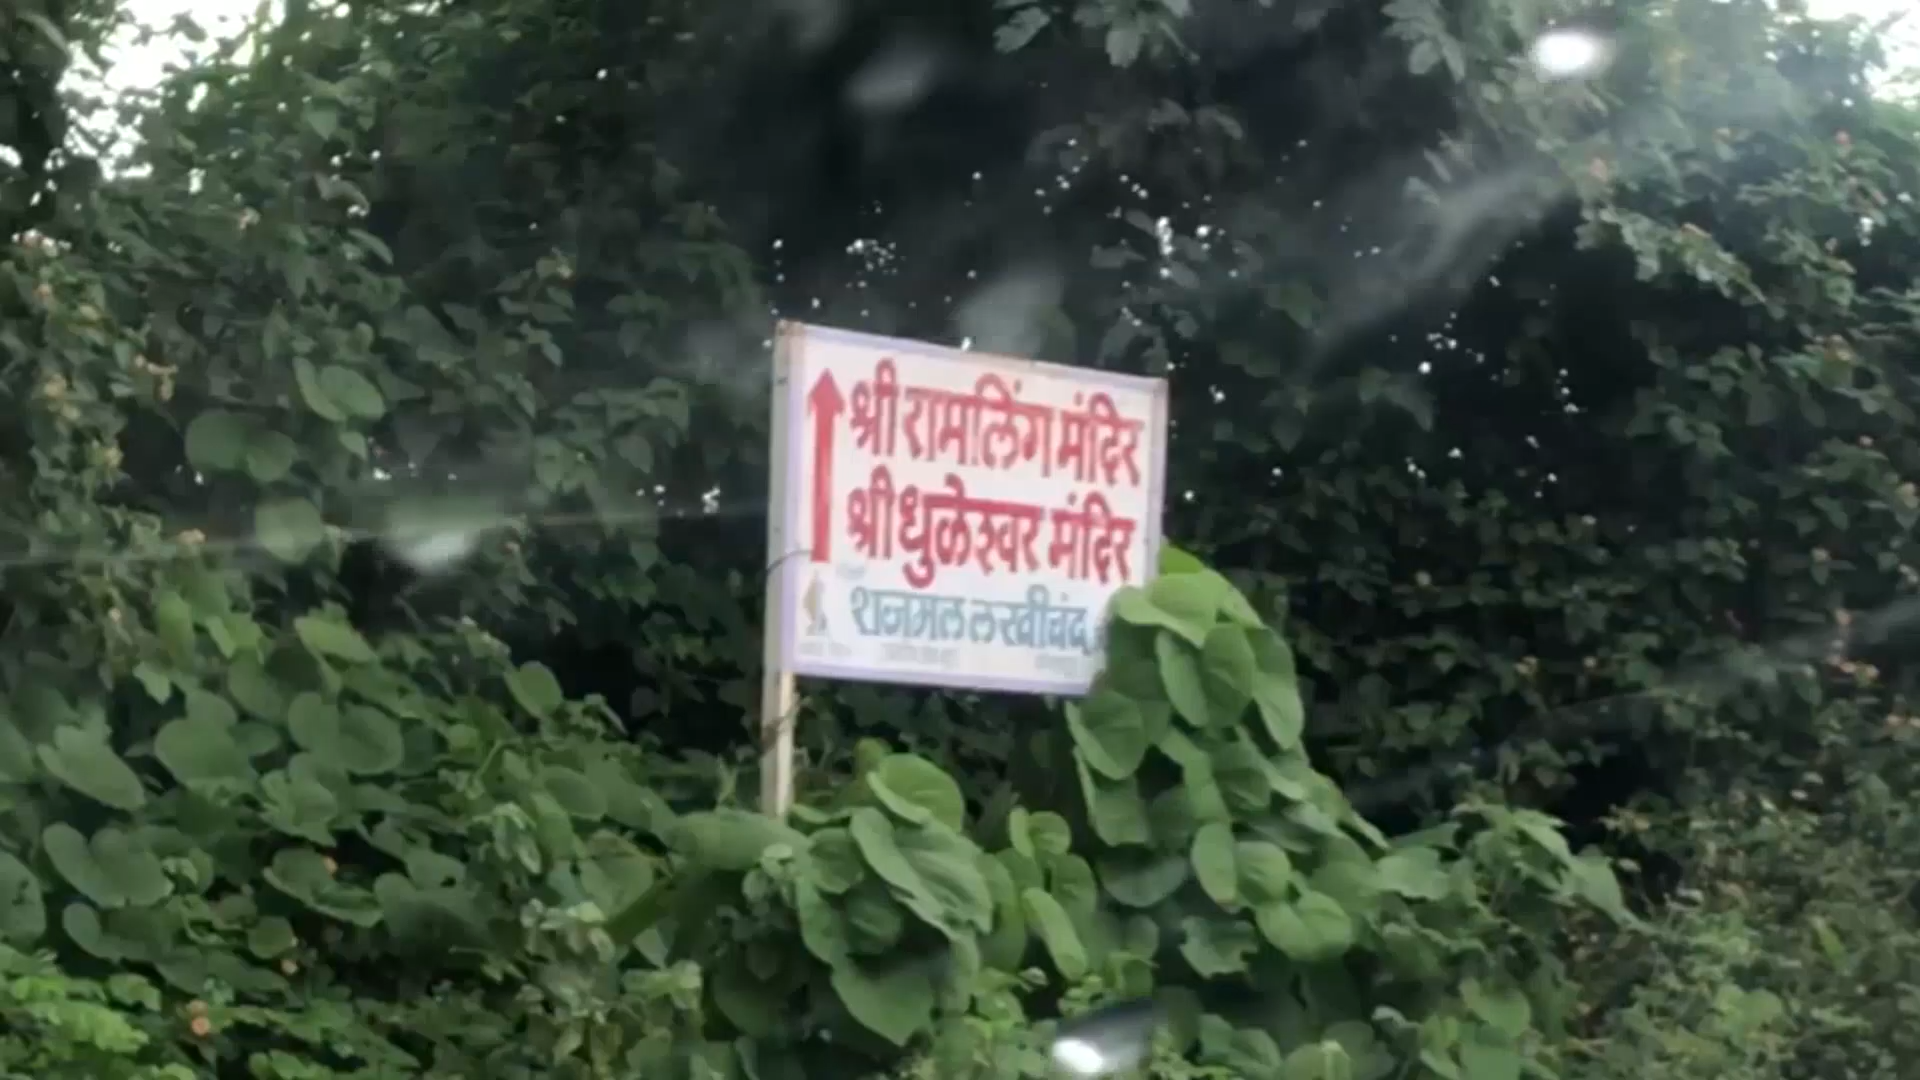 श्री रामलिंग मंदिर
श्री धुळेश्वर मंदिर
राजमल लखीचंद